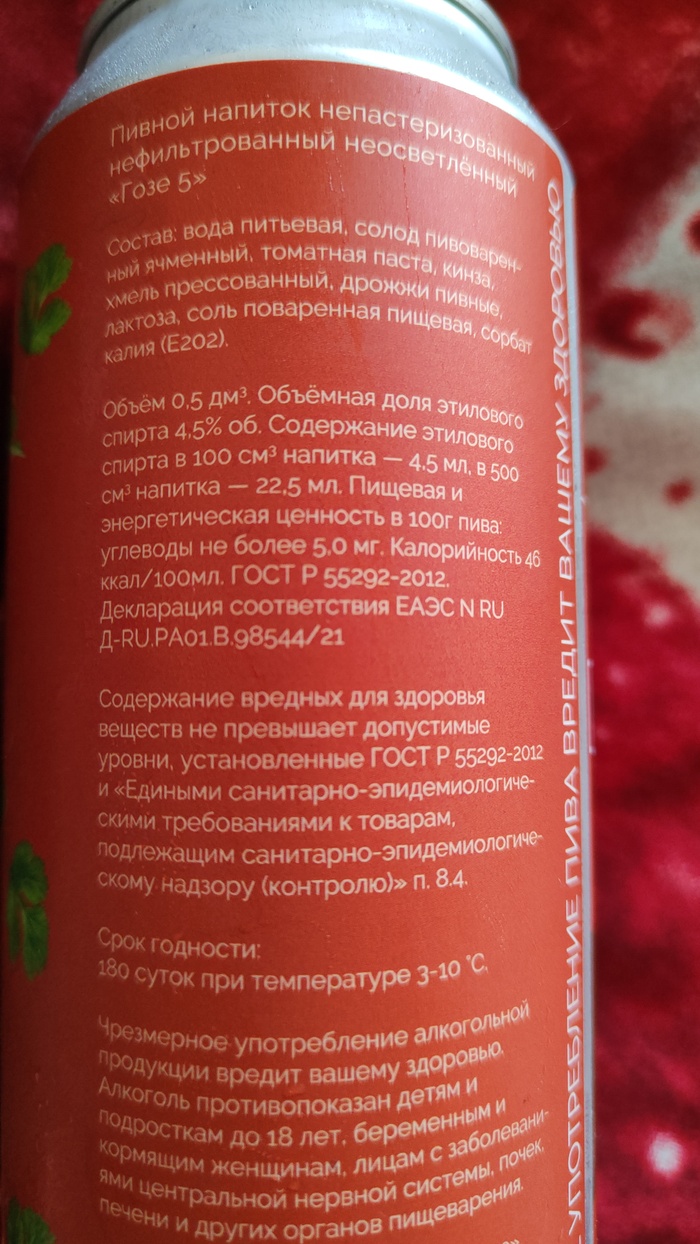 Пивной напиток непастеризованный
нефильтрованный неосветлённый
«Гозе 5»
Состав: вода питьевая, солод пивоварен-
ный ячменный, томатная паста, кинза,
хмель прессованный, дрожжи пивные,
лактоза, соль поваренная пищевая, сорбат
калия (Е202).
Объём 0,5 дм³. Объёмная доля этилового
спирта 4,5% об. Содержание этилового
спирта в 100 см³ напитка — 4,5 мл, в 500
см³ напитка — 22,5 мл. Пищевая и
энергетическая ценность в 100г пива:
углеводы не более 5,0 мг. Калорийность 46
ккал/100мл. ГОСТ Р 55292-2012.
Декларация соответствия ЕАЭС N RU
Д-RU.РА01.В.98544/21
Содержание вредных для здоровья
веществ не превышает допустимые
уровни, установленные ГОСТ Р 55292-2012
и «Едиными санитарно-эпидемиологиче-
скими требованиями к товарам,
подлежащим санитарно-эпидемиологиче-
скому надзору (контролю)» п. 8.4.
Срок годности:
180 суток при температуре 3-10 °С.
Чрезмерное употребление алкогольной
продукции вредит вашему здоровью.
Алкоголь противопоказан детям и
подросткам до 18 лет, беременным и
кормящим женщинам, лицам с заболевани-
ями центральной нервной системы, почек,
печени и других органов пищеварения.
УПОТРЕБЛЕНИЕ ПИВА ВРЕДИТ ВАШЕМУ ЗДОРОВЬЮ